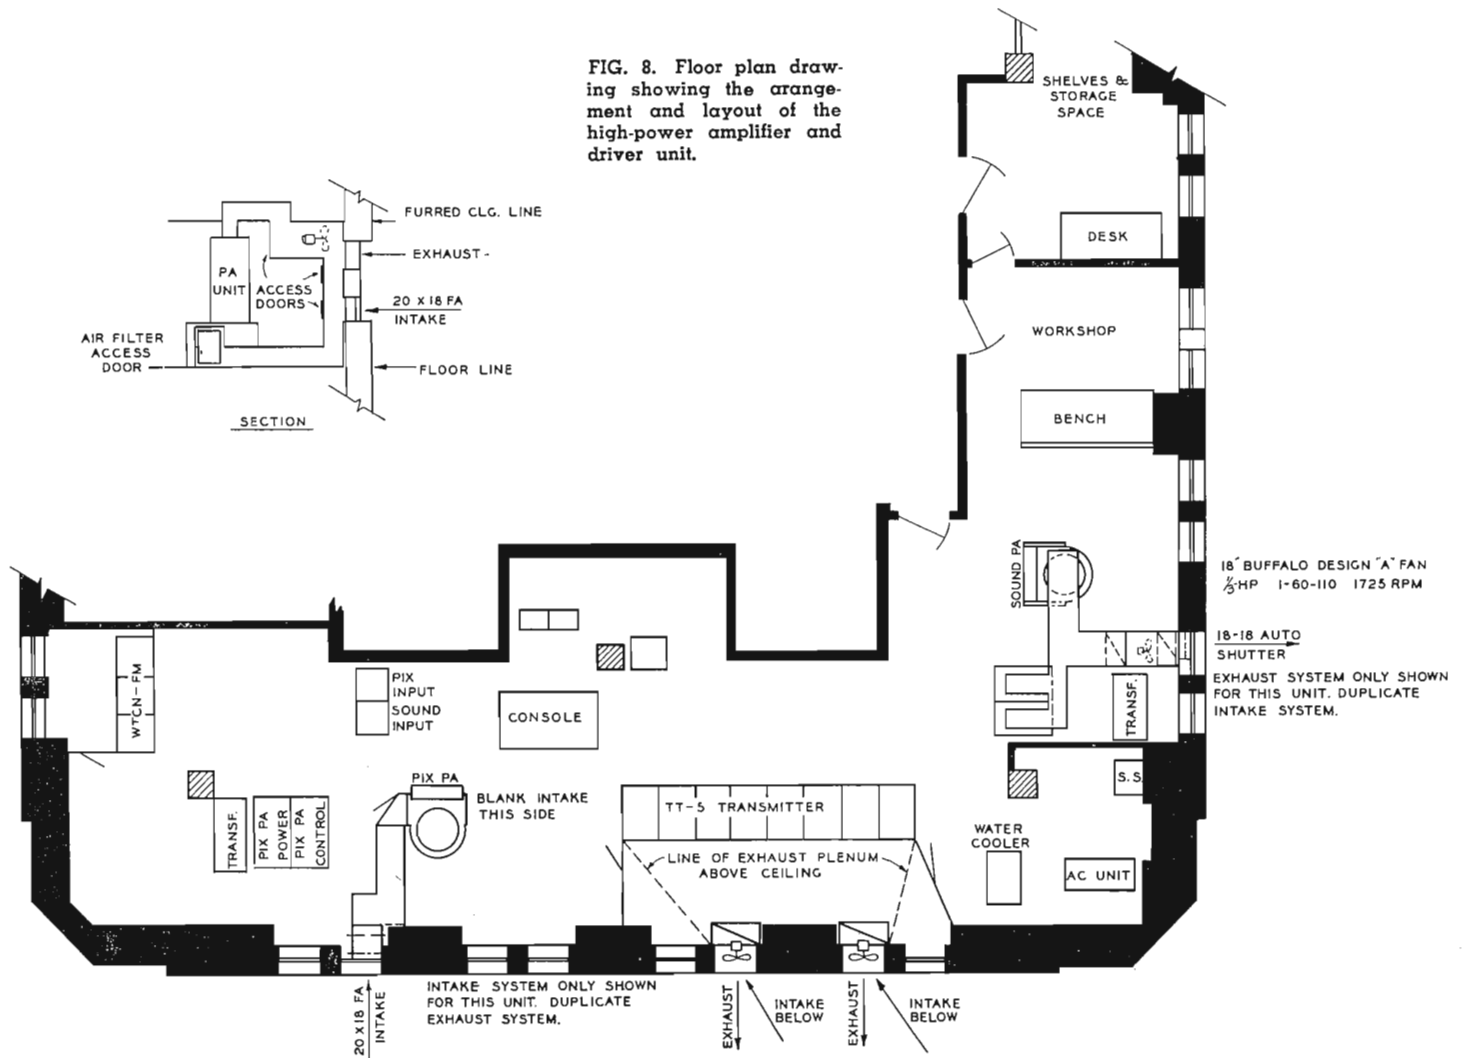 FIG. 8. Floor plan draw-
ing showing the arange-
ment and layout of the
high-power amplifier and
driver unit.
SHELVES &
STORAGE
SPACE
DESK
WORKSHOP
BENCH
FURRED CLG. LINE
EXHAUST-
20 X 18 FA
INTAKE
FLOOR LINE
PA
UNIT
ACCESS
DOORS
AIR FILTER
ACCESS
DOOR
SECTION
SOUND PA
18" BUFFALO DESIGN "A" FAN
1/3-HP 1-60-110 1725 RPM
18-18 AUTO
SHUTTER
EXHAUST SYSTEM ONLY SHOWN
FOR THIS UNIT. DUPLICATE
INTAKE SYSTEM.
TRANSF.
S.S.
WATER
COOLER
AC UNIT
WTCN-FM
PIX
INPUT
SOUND
INPUT
CONSOLE
PIX PA
BLANK INTAKE
THIS SIDE
TRANSF.
PIX PA
POWER
PIX PA
CONTROL
TT-5 TRANSMITTER
LINE OF EXHAUST PLENUM
ABOVE CEILING
20 X 18 FA
INTAKE
INTAKE SYSTEM ONLY SHOWN
FOR THIS UNIT. DUPLICATE
EXHAUST SYSTEM.
EXHAUST
INTAKE
BELOW
EXHAUST
INTAKE
BELOW